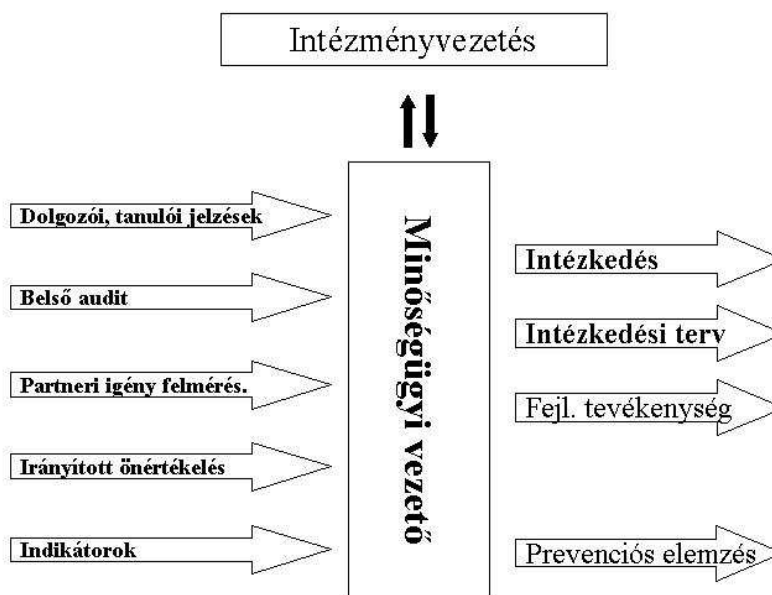 Intézményvezetés
Dolgozói, tanulói jelzések
Belső audit
Partneri igény felmérés.
Irányított önértékelés
Indikátorok
Minőségügyi vezető
Intézkedés
Intézkedési terv
Fejl. tevékenység
Prevenciós elemzés